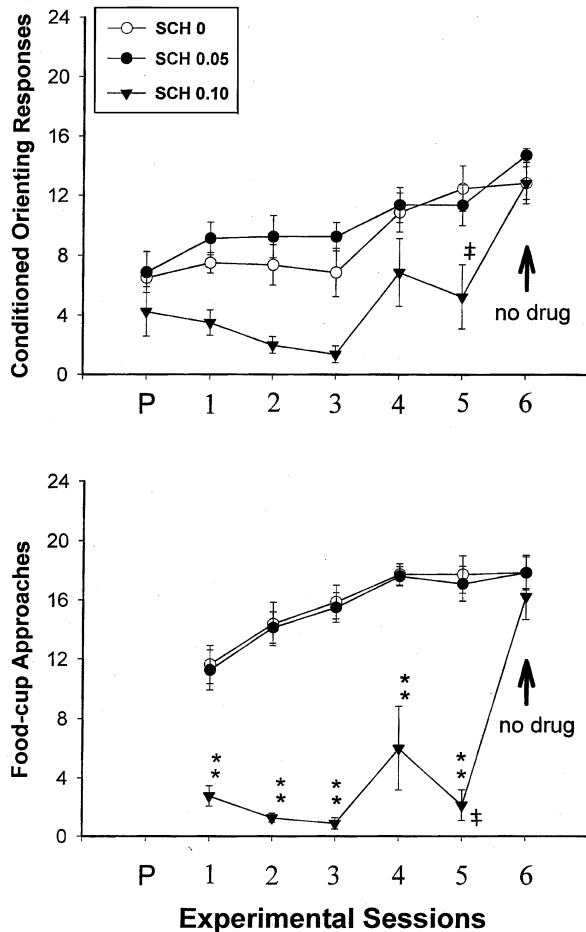 24
20
16
12
8
4
0
Conditioned Orienting Responses
SCH 0
SCH 0.05
SCH 0.10
‡
no drug
P 1 2 3 4 5 6
24
20
16
12
8
4
0
Food-cup Approaches
* *
* *
* *
* *
* *
‡
no drug
P 1 2 3 4 5 6
Experimental Sessions